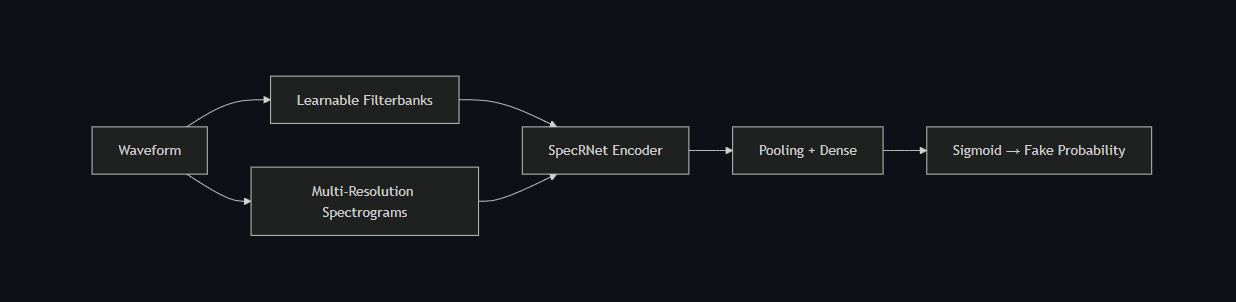 Waveform
Learnable Filterbanks
Multi-Resolution
Spectrograms
SpecRNet Encoder
Pooling + Dense
Sigmoid → Fake Probability